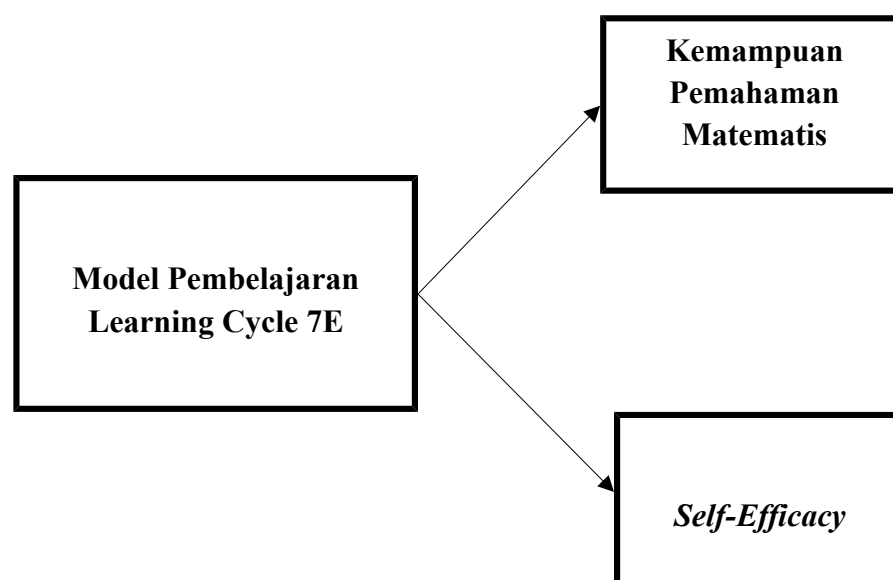 Kemampuan
Pemahaman
Matematis
Model Pembelajaran
Learning Cycle 7E
Self-Efficacy